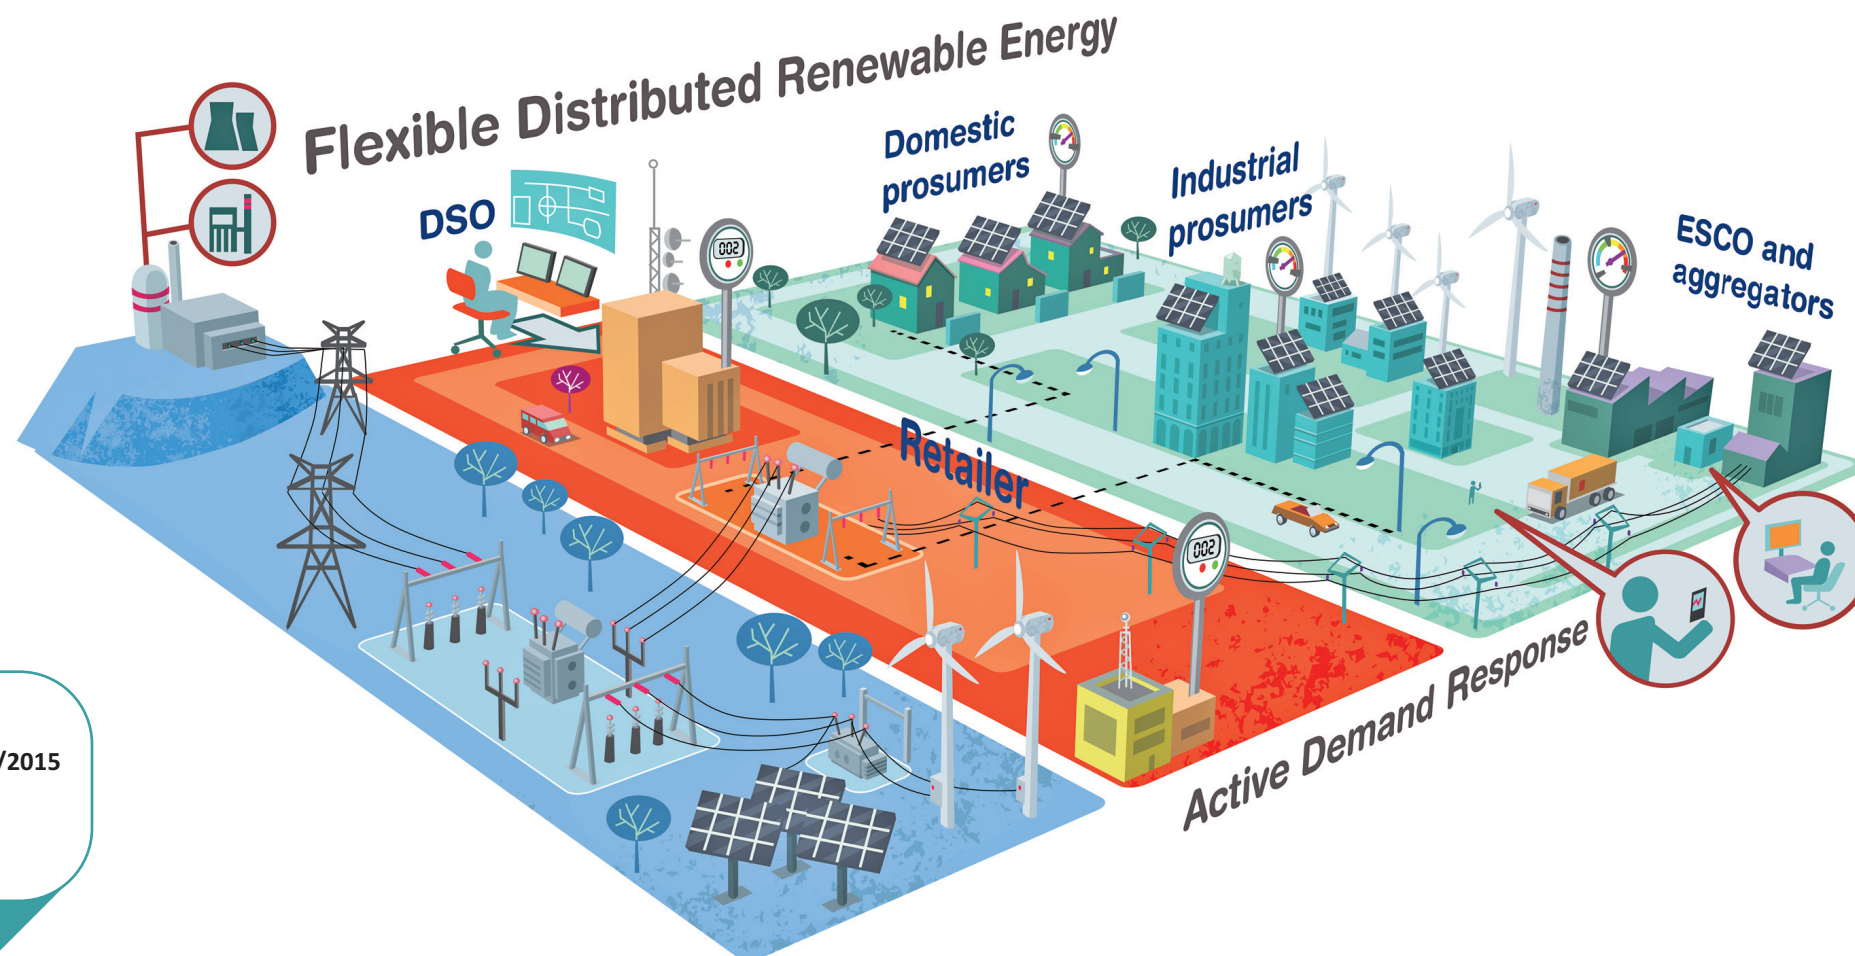 Flexible Distributed Renewable Energy
DSO
002
Domestic
prosumers
Industrial
prosumers
ESCO and
aggregators
Retailer
002
Active Demand Response
/2015